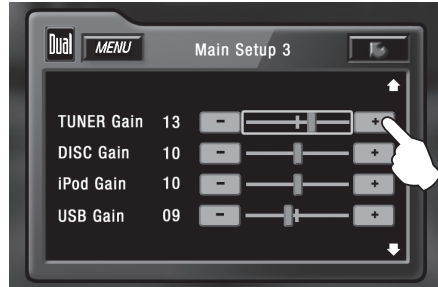 Dual MENU Main Setup 3
TUNER Gain 13 - +
DISC Gain 10 - +
iPod Gain 10 - +
USB Gain 09 - +